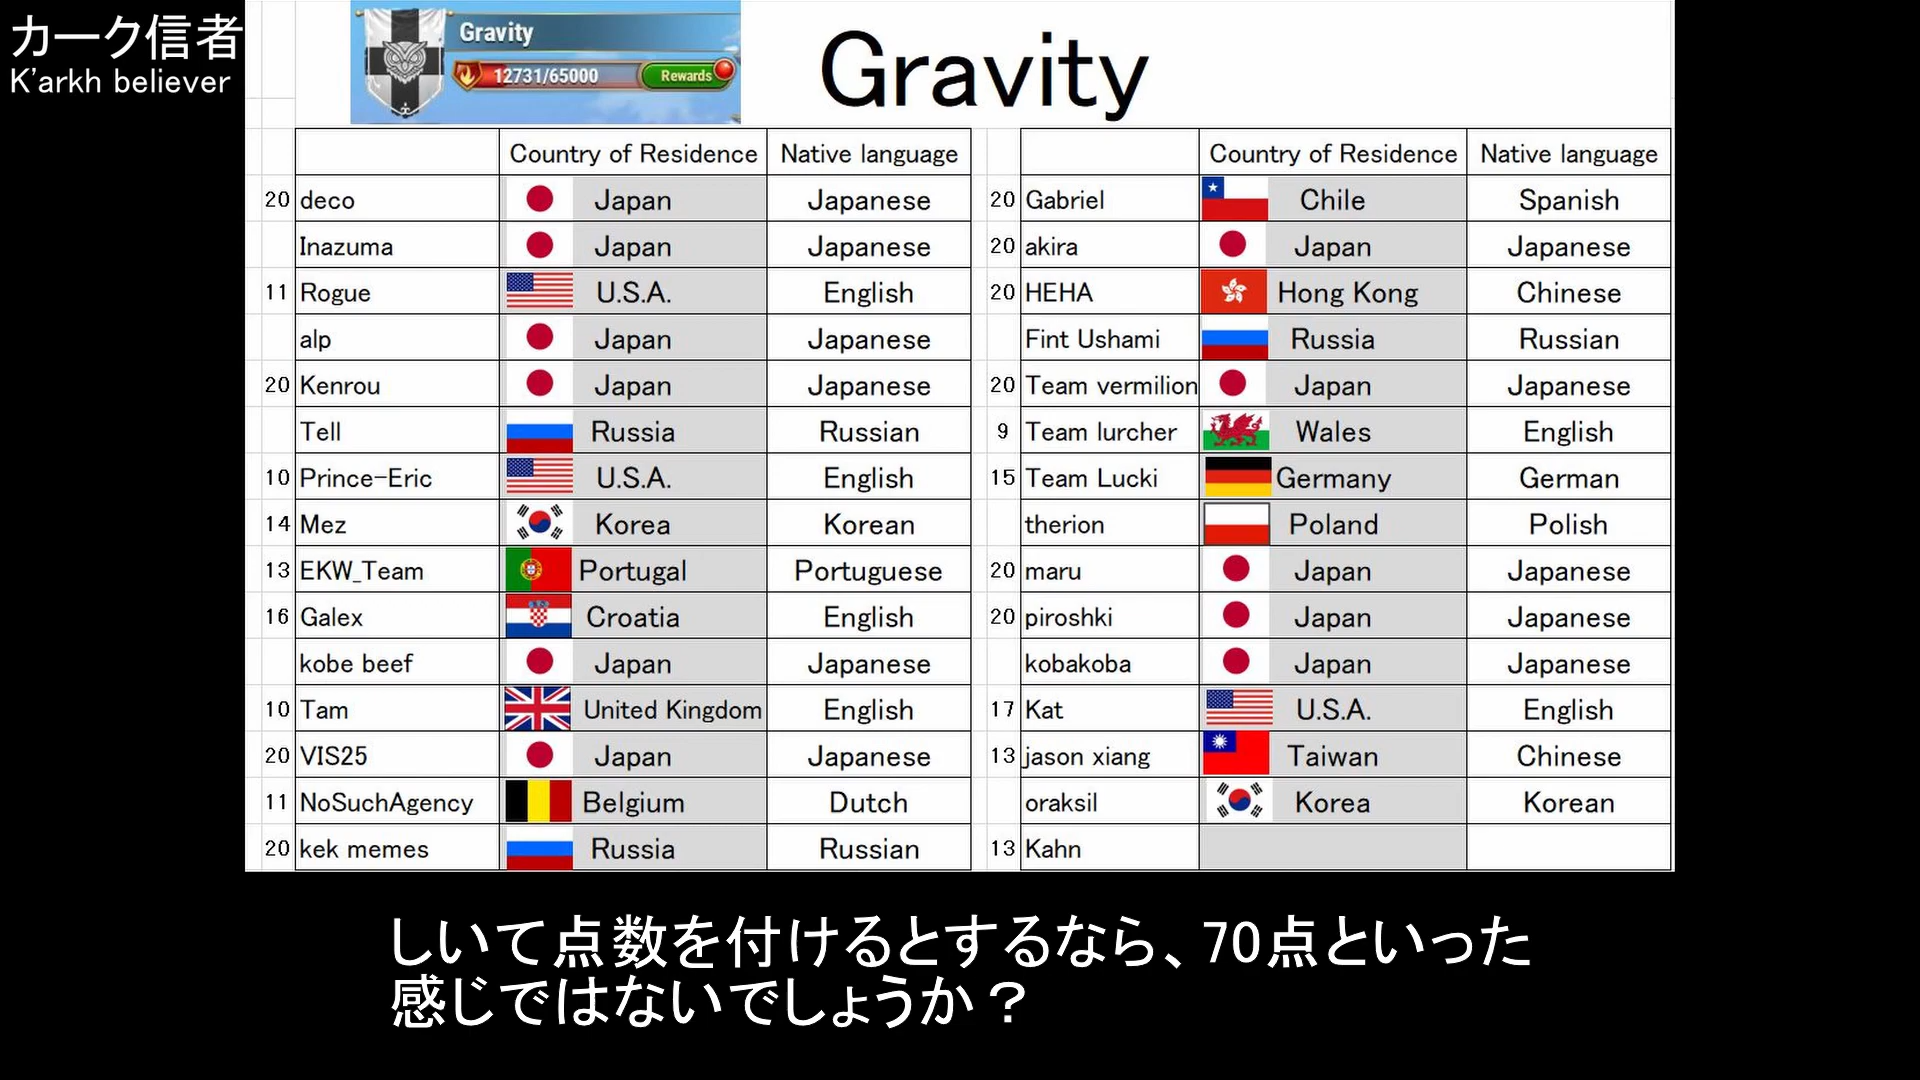 カーク信者
K'arkh believer
Gravity
12731/65000
Rewards
Gravity
Country of Residence Native language Country of Residence Native language
20 deco Japan Japanese 20 Gabriel Chile Spanish
Inazuma Japan Japanese 20 akira Japan Japanese
11 Rogue U.S.A. English 20 HEHA Hong Kong Chinese
alp Japan Japanese Fint Ushami Russia Russian
20 Kenrou Japan Japanese 20 Team vermilion Japan Japanese
Tell Russia Russian 9 Team lurcher Wales English
10 Prince-Eric U.S.A. English 15 Team Lucki Germany German
14 Mez Korea Korean therion Poland Polish
13 EKW_Team Portugal Portuguese 20 maru Japan Japanese
16 Galex Croatia English 20 piroshki Japan Japanese
kobe beef Japan Japanese kobakoba Japan Japanese
10 Tam United Kingdom English 17 Kat U.S.A. English
20 VIS25 Japan Japanese 13 jason xiang Taiwan Chinese
11 NoSuchAgency Belgium Dutch oraksil Korea Korean
20 kek memes Russia Russian 13 Kahn
しいて点数を付けるとするなら、70点といった
感じではないでしょうか？